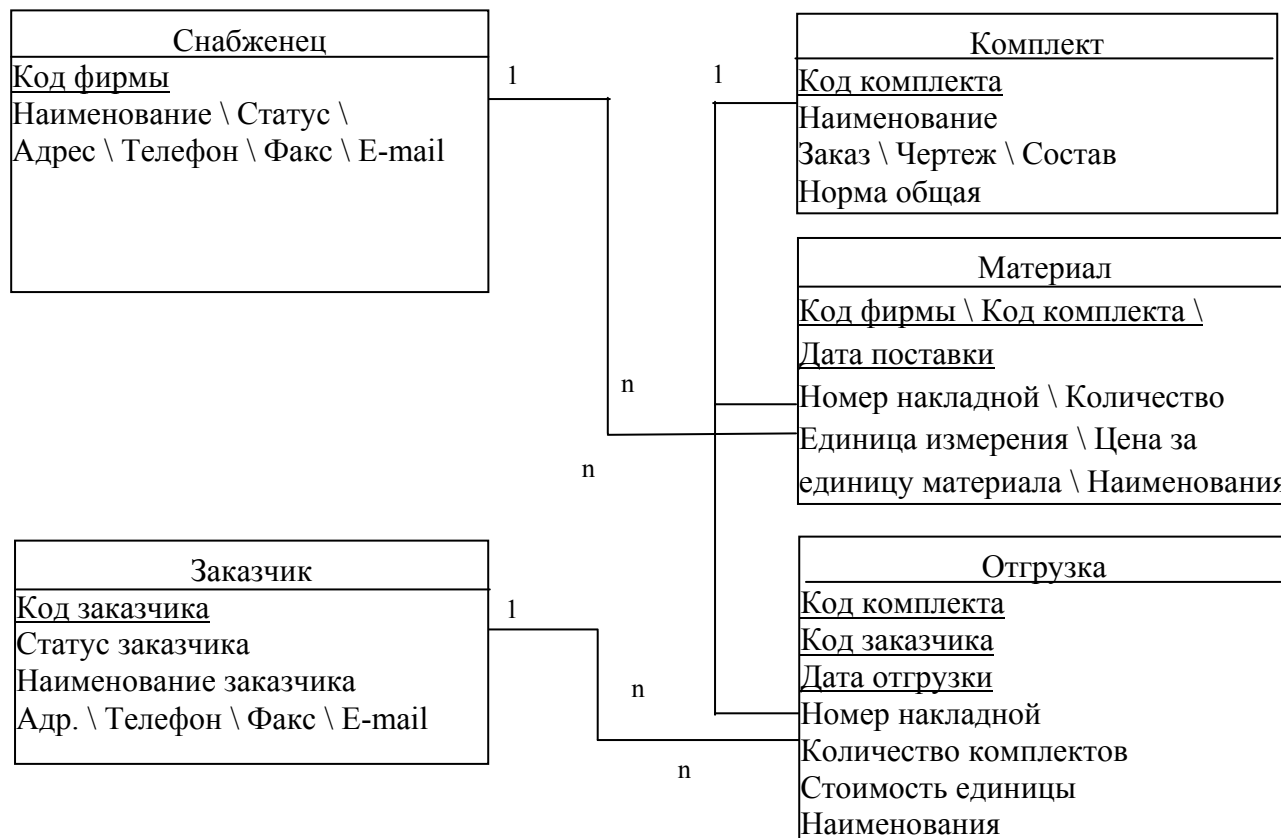 Снабженец
Код фирмы
Наименование \ Статус \
Адрес \ Телефон \ Факс \ E-mail
1
1
Комплект
Код комплекта
Наименование
Заказ \ Чертеж \ Состав
Норма общая
Материал
Код фирмы \ Код комплекта \
Дата поставки
Номер накладной \ Количество
Единица измерения \ Цена за
единицу материала \ Наименования
n
n
Заказчик
Код заказчика
Статус заказчика
Наименование заказчика
Адр. \ Телефон \ Факс \ E-mail
1
n
n
Отгрузка
Код комплекта
Код заказчика
Дата отгрузки
Номер накладной
Количество комплектов
Стоимость единицы
Наименования